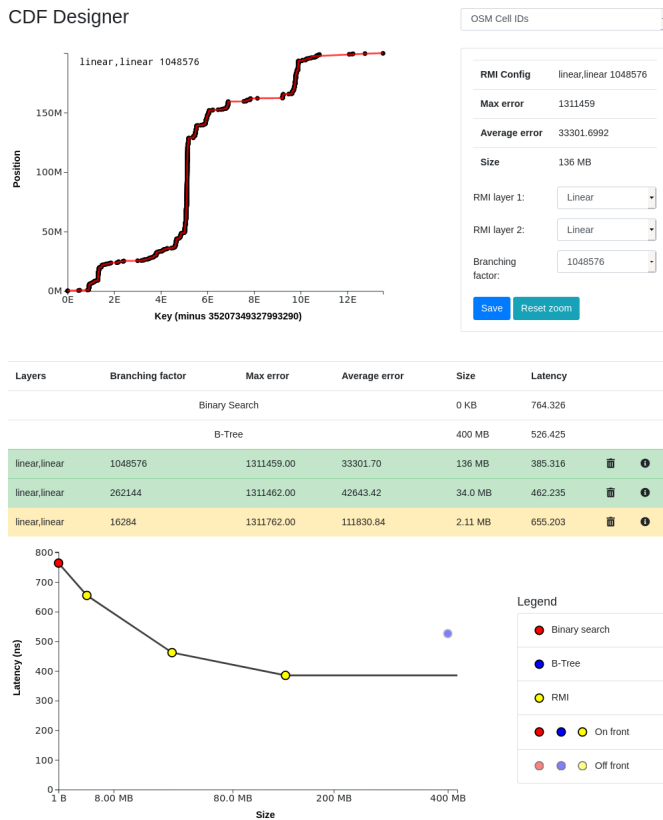 CDF Designer
OSM Cell IDs
linear,linear 1048576
150M
100M
50M
0M
Position
0E 2E 4E 6E 8E 10E 12E
Key (minus 35207349327993290)
RMI Config linear,linear 1048576
Max error 1311459
Average error 33301.6992
Size 136 MB
RMI layer 1: Linear
RMI layer 2: Linear
Branching factor: 1048576
Save Reset zoom
Layers Branching factor Max error Average error Size Latency
Binary Search 0 KB 764.326
B-Tree 400 MB 526.425
linear,linear 1048576 1311459.00 33301.70 136 MB 385.316
linear,linear 262144 1311462.00 42643.42 34.0 MB 462.235
linear,linear 16284 1311762.00 111830.84 2.11 MB 655.203
800
700
600
500
400
300
200
100
0
Latency (ns)
1 B 8.00 MB 80.0 MB 200 MB 400 MB
Size
Legend
Binary search
B-Tree
RMI
On front
Off front